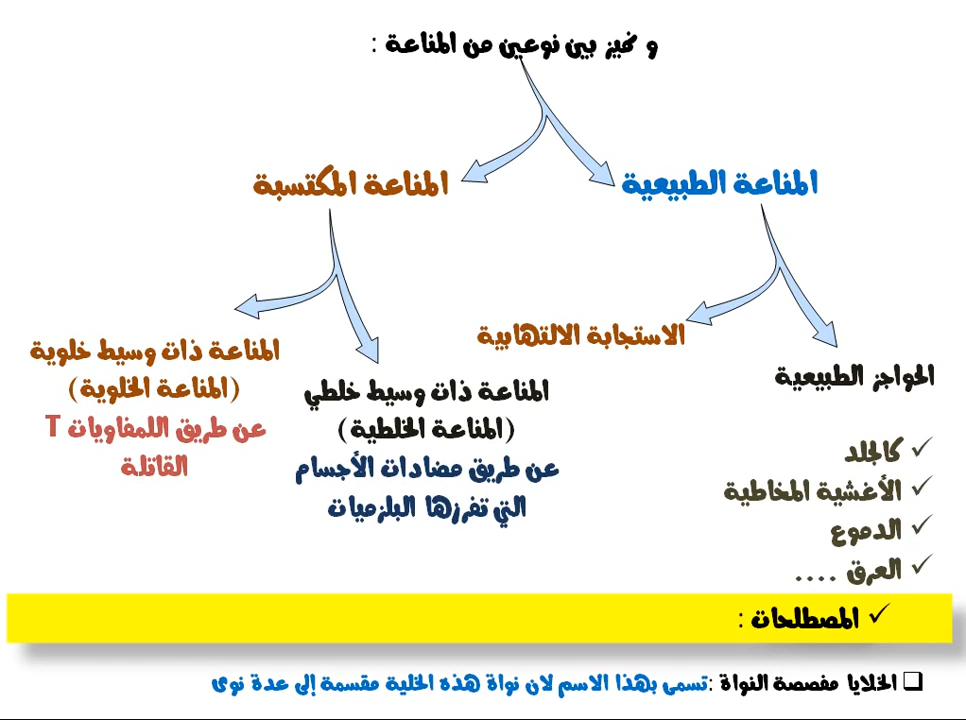 و نميز بين نوعين من المناعة :
المناعة الطبيعية
المناعة المكتسبة
الاستجابة الالتهابية
الحواجز الطبيعية
✓ كالجلد
✓ الأغشية المخاطية
✓ الدموع
✓ العرق ....
المناعة ذات وسيط خلطي
(المناعة الخلطية)
عن طريق مضادات الأجسام
التي تفرزها البلزميات
المناعة ذات وسيط خلوية
(المناعة الخلوية)
عن طريق اللمفاويات T
القاتلة
✓ المصطلحات :
❑ الخلايا مفصصة النواة :تسمى بهذا الاسم لان نواة هذه الخلية مقسمة إلى عدة نوى